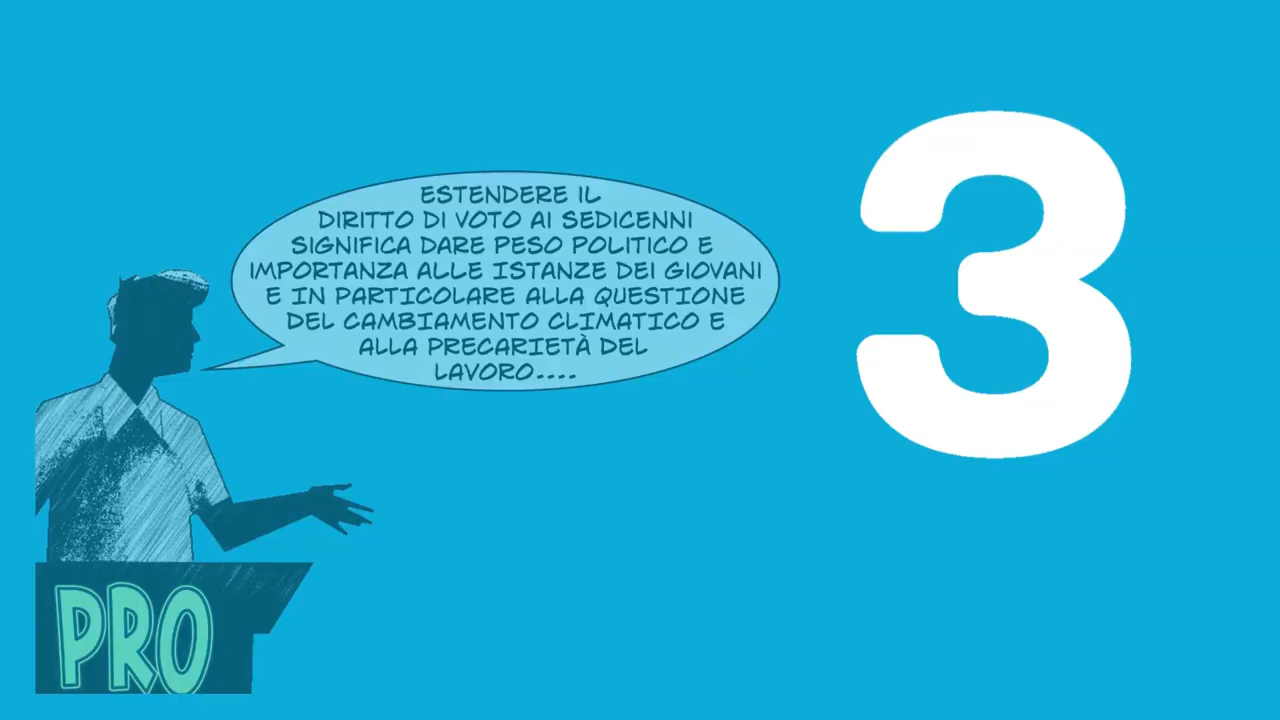 ESTENDERE IL
DIRITTO DI VOTO AI SEDICENNI
SIGNIFICA DARE PESO POLITICO E
IMPORTANZA ALLE ISTANZE DEI GIOVANI
E IN PARTICOLARE ALLA QUESTIONE
DEL CAMBIAMENTO CLIMATICO E
ALLA PRECARIETÀ DEL
LAVORO....
3
PRO